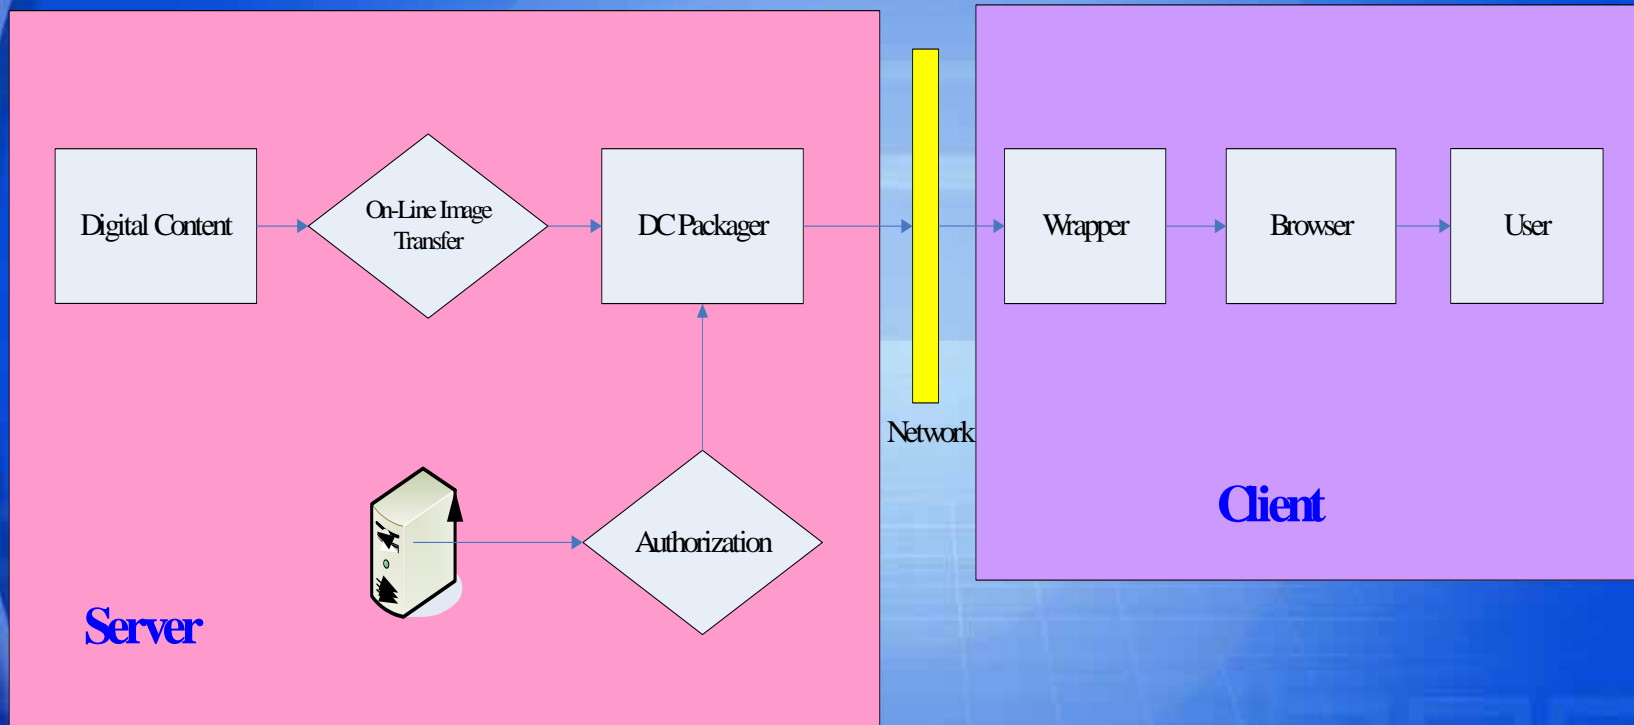 Digital Content
On-Line Image
Transfer
DC Packager
Wrapper
Browser
User
Network
Client
Authorization
Server